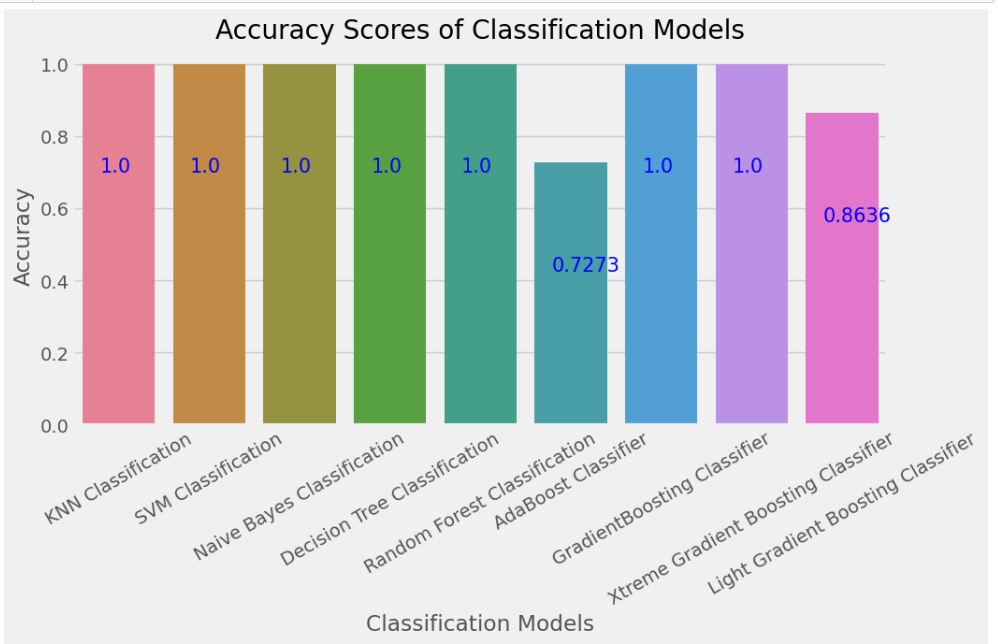 Accuracy Scores of Classification Models
Accuracy
1.0
0.8
0.6
0.4
0.2
0.0
1.0
1.0
1.0
1.0
1.0
0.7273
1.0
1.0
0.8636
KNN Classification
SVM Classification
Naive Bayes Classification
Decision Tree Classification
Random Forest Classification
AdaBoost Classifier
GradientBoosting Classifier
Xtreme Gradient Boosting Classifier
Light Gradient Boosting Classifier
Classification Models